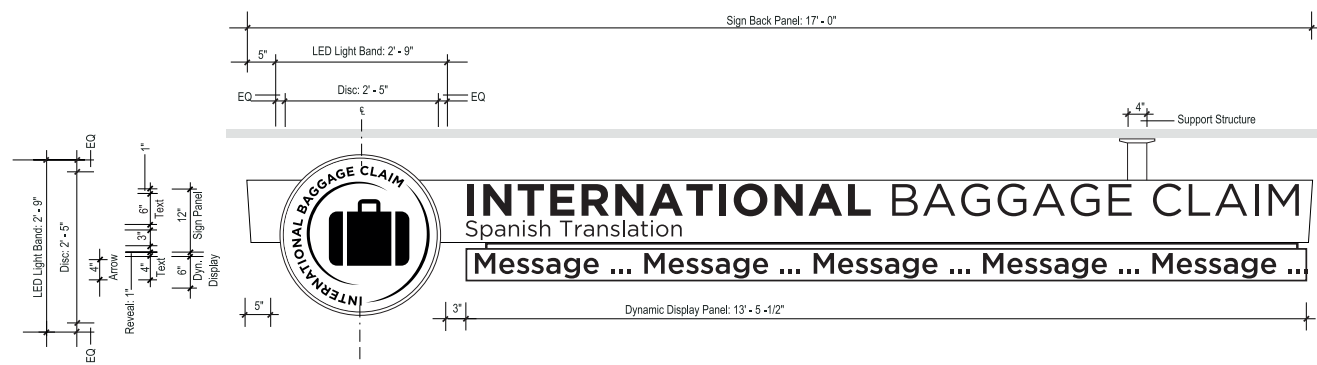 Sign Back Panel: 17' - 0"
5"
LED Light Band: 2' - 9"
Disc: 2' - 5"
EQ
EQ
℄
4"
Support Structure
INTERNATIONAL BAGGAGE CLAIM
INTERNATIONAL BAGGAGE CLAIM
Spanish Translation
Message ... Message ... Message ... Message ... Message ...
5"
3"
Dynamic Display Panel: 13' - 5 -1/2"
LED Light Band: 2' - 9"
Disc: 2' - 5"
EQ
EQ
4"
Arrow
Reveal: 1"
1"
6"
Text
3"
4"
Text
12"
Sign Panel
6"
Dyn.
Display